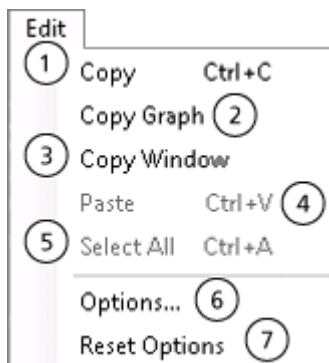 Edit
1 Copy Ctrl+C
Copy Graph 2
3 Copy Window
Paste Ctrl+V 4
5 Select All Ctrl+A
Options... 6
Reset Options 7